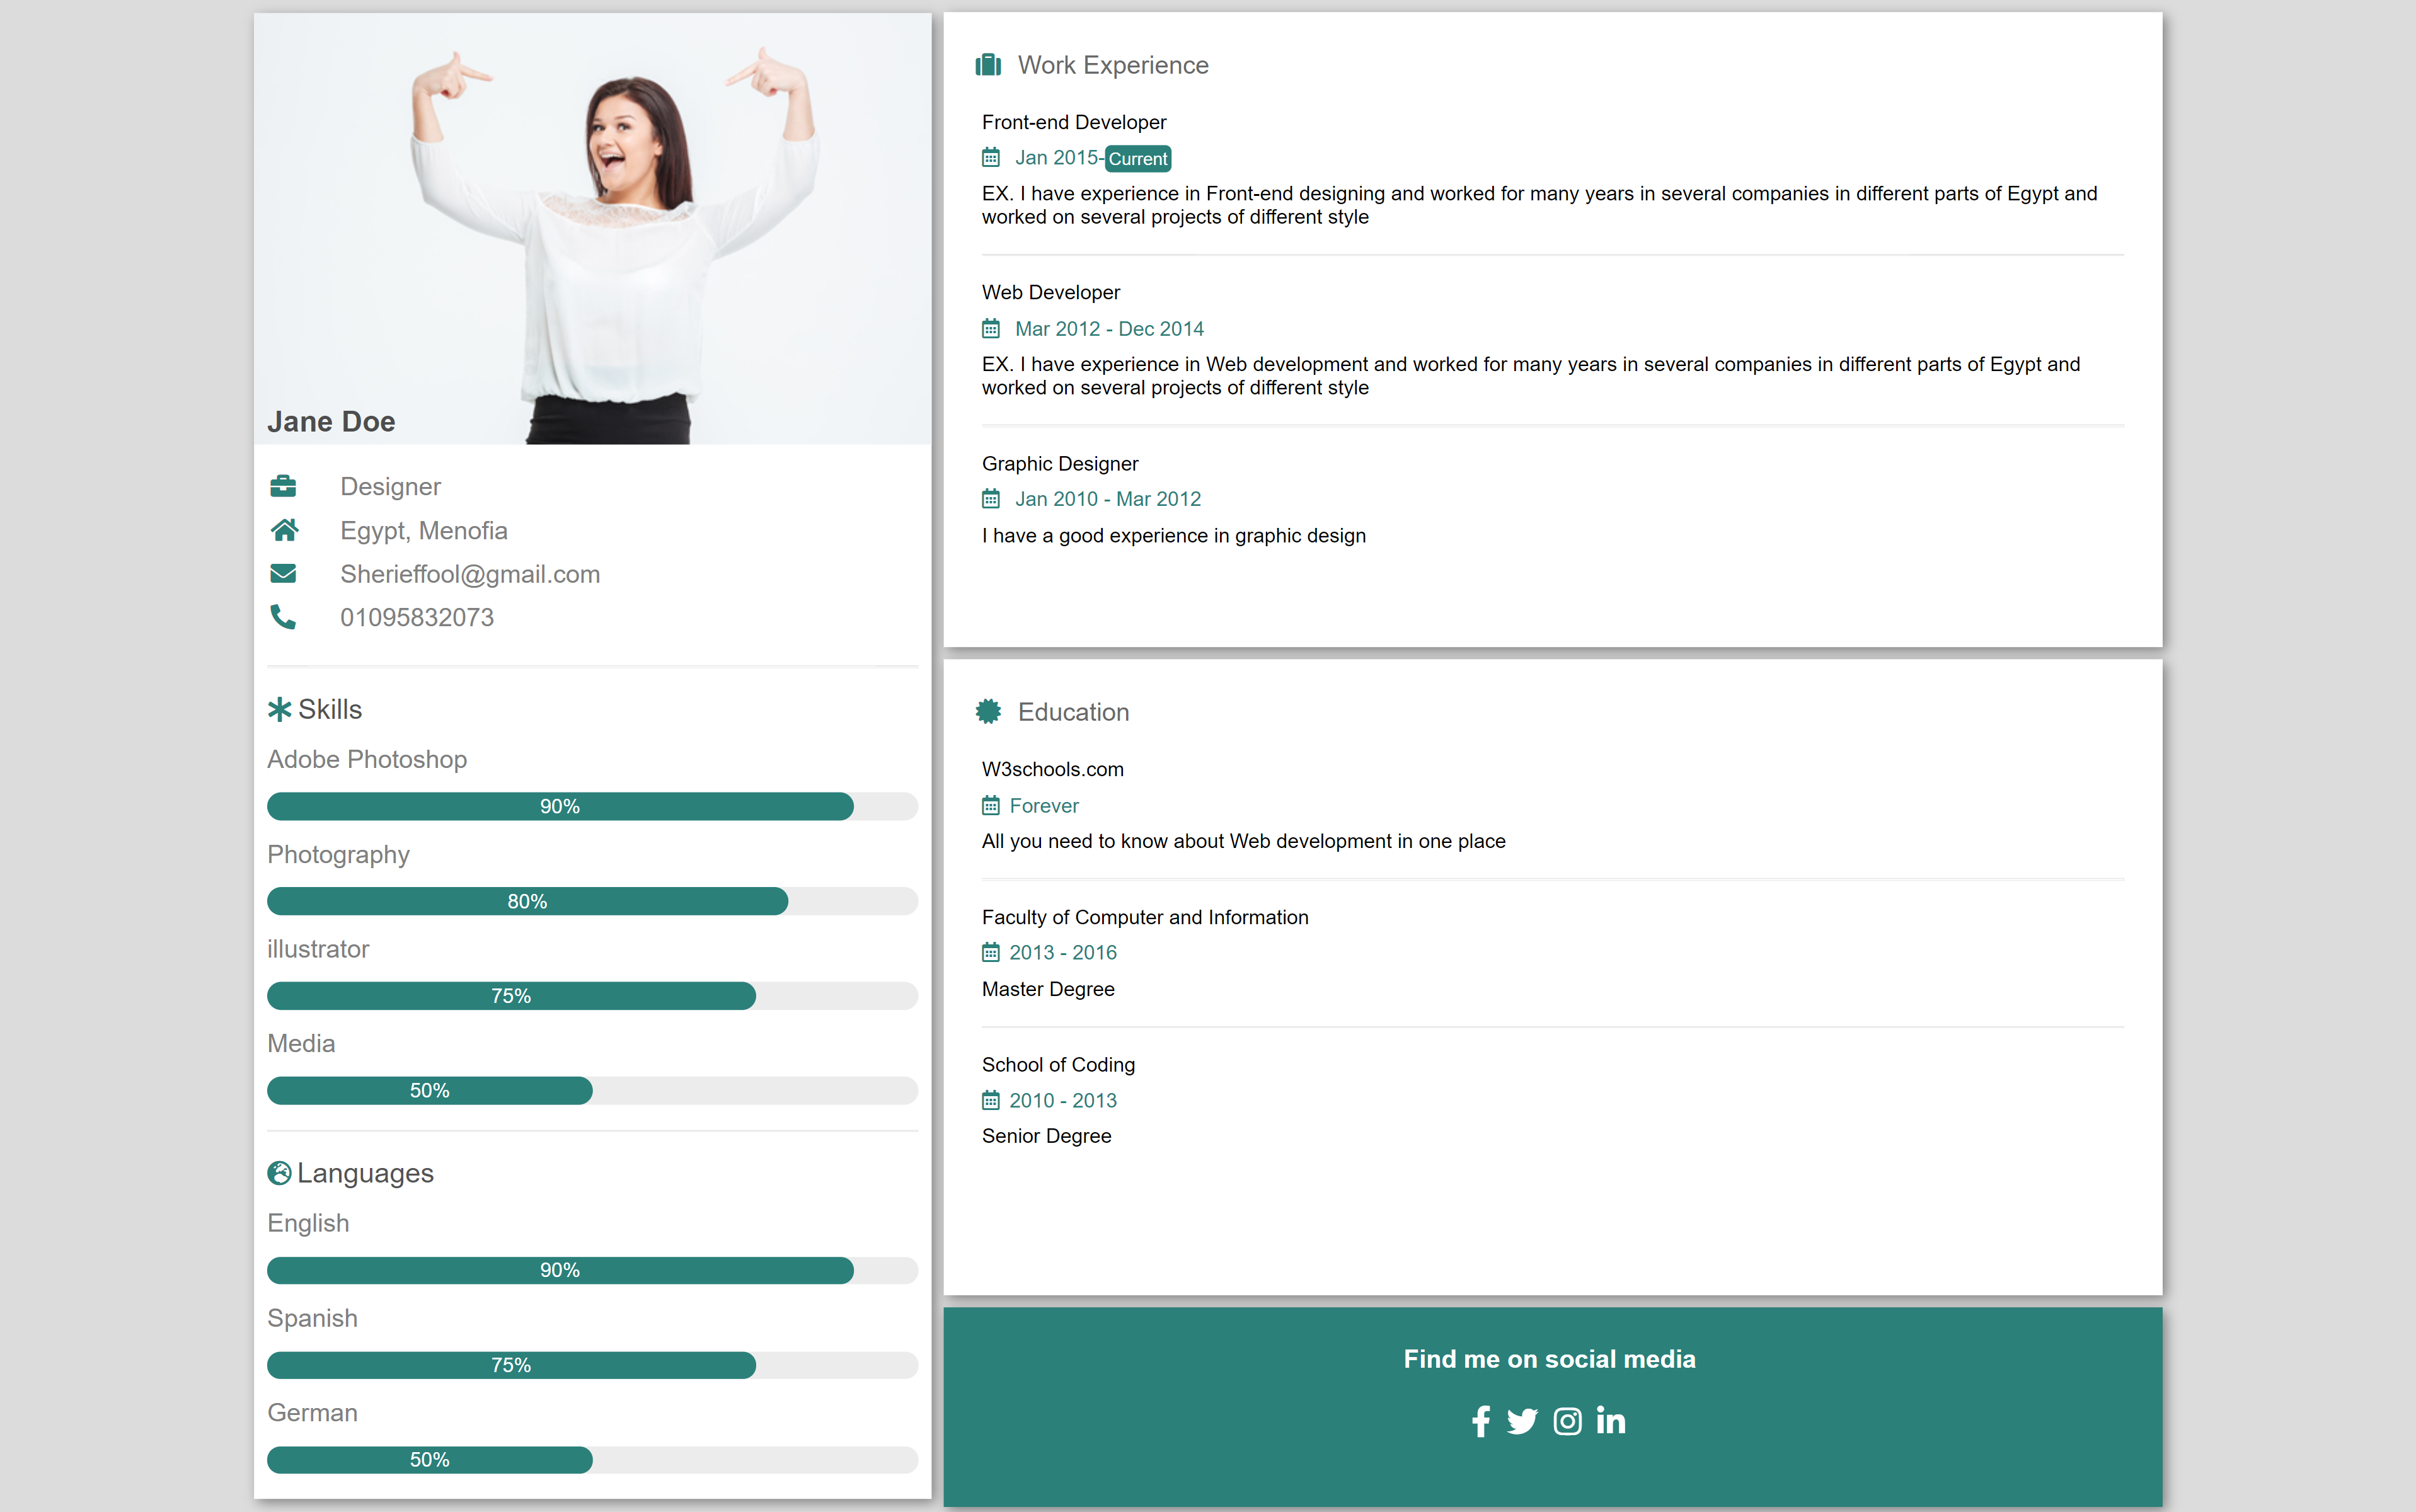 Jane Doe
Designer
Egypt, Menofia
Sherieffool@gmail.com
01095832073
Skills
Adobe Photoshop
90%
Photography
80%
illustrator
75%
Media
50%
Languages
English
90%
Spanish
75%
German
50%
Work Experience
Front-end Developer
Jan 2015-Current
EX. I have experience in Front-end designing and worked for many years in several companies in different parts of Egypt and
worked on several projects of different style
Web Developer
Mar 2012 - Dec 2014
EX. I have experience in Web development and worked for many years in several companies in different parts of Egypt and
worked on several projects of different style
Graphic Designer
Jan 2010 - Mar 2012
I have a good experience in graphic design
Education
W3schools.com
Forever
All you need to know about Web development in one place
Faculty of Computer and Information
2013 - 2016
Master Degree
School of Coding
2010 - 2013
Senior Degree
Find me on social media